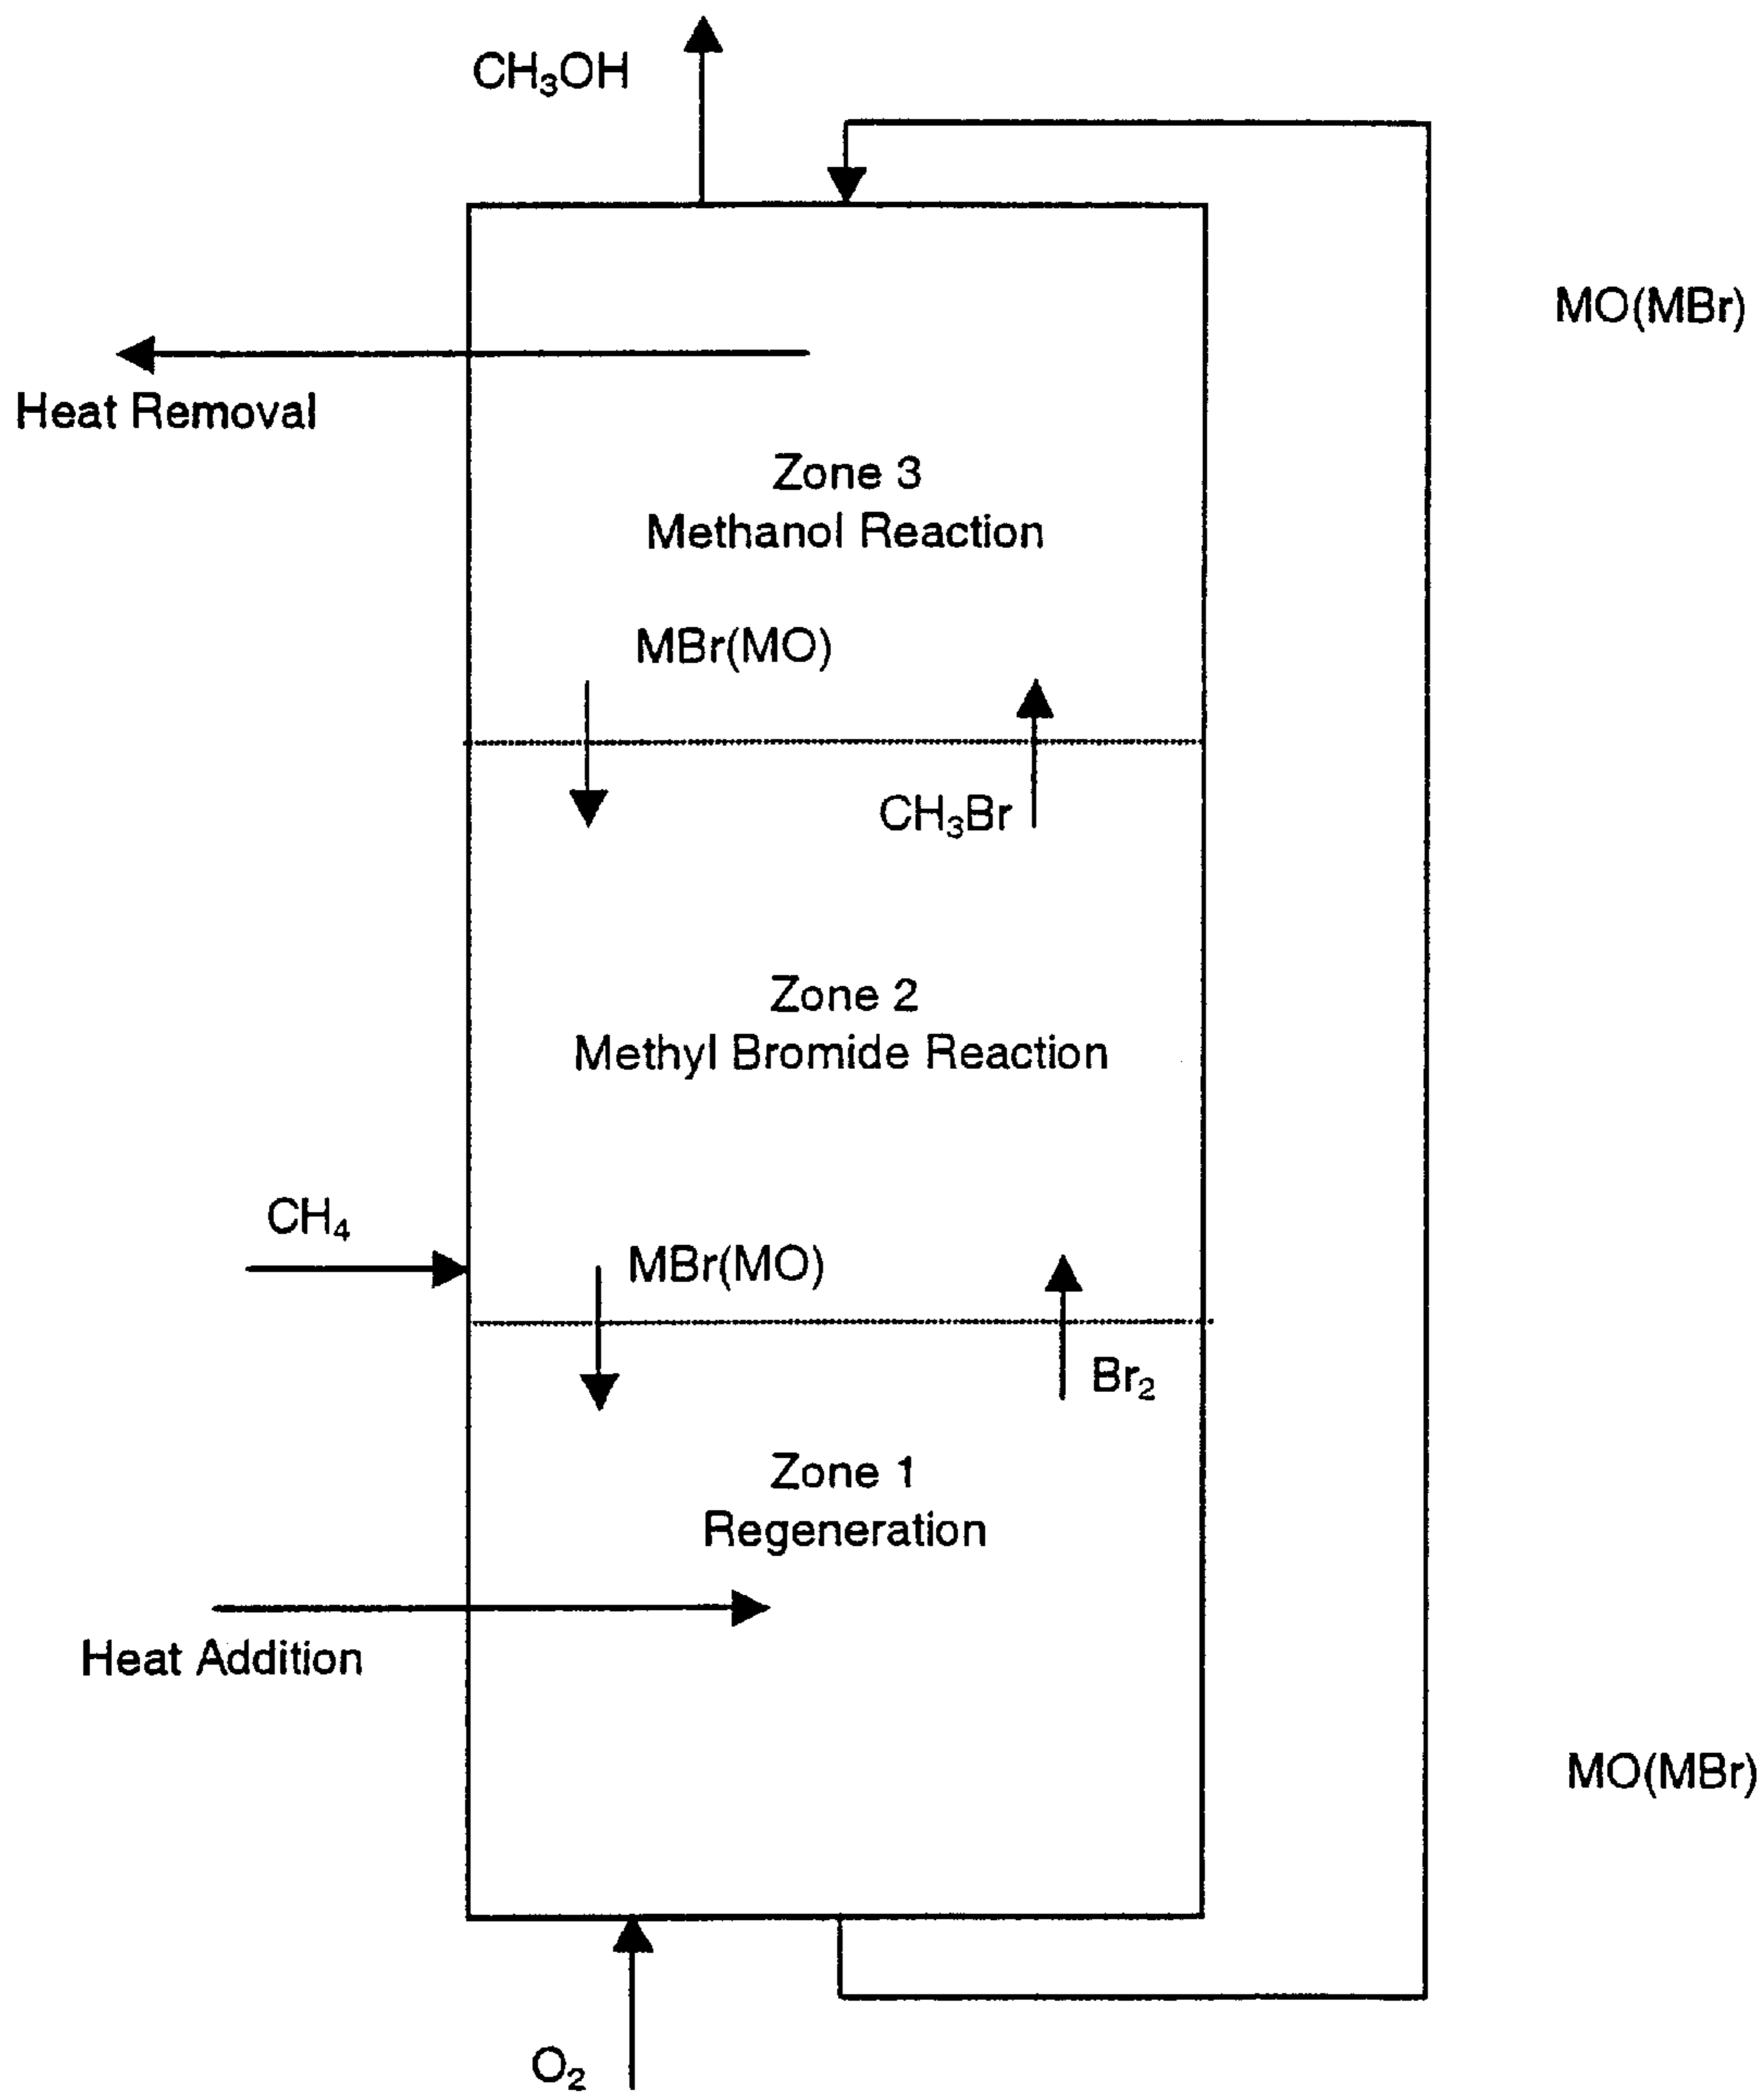 CH₃OH
MO(MBr)
Heat Removal
Zone 3
Methanol Reaction
MBr(MO)
CH₃Br
Zone 2
Methyl Bromide Reaction
CH₄
MBr(MO)
Br₂
Zone 1
Regeneration
Heat Addition
MO(MBr)
O₂